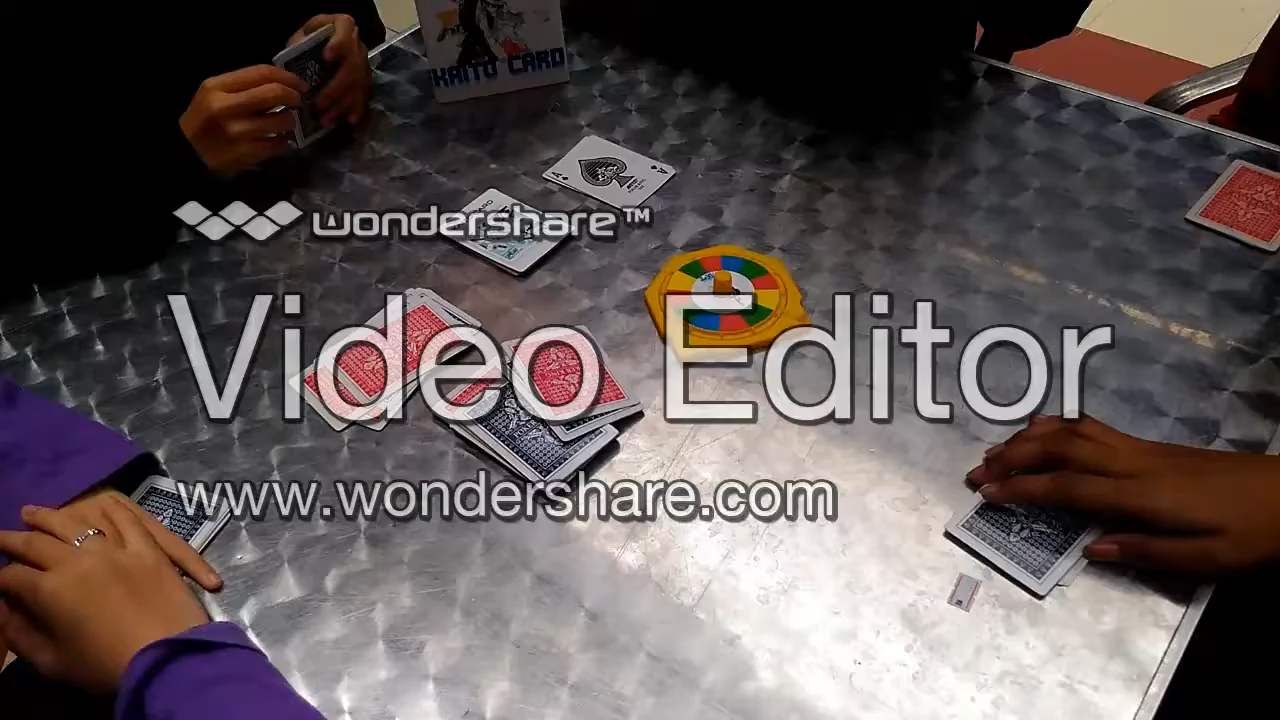 KAITO CARD
A
A
wondershare™
Video Editor
www.wondershare.com